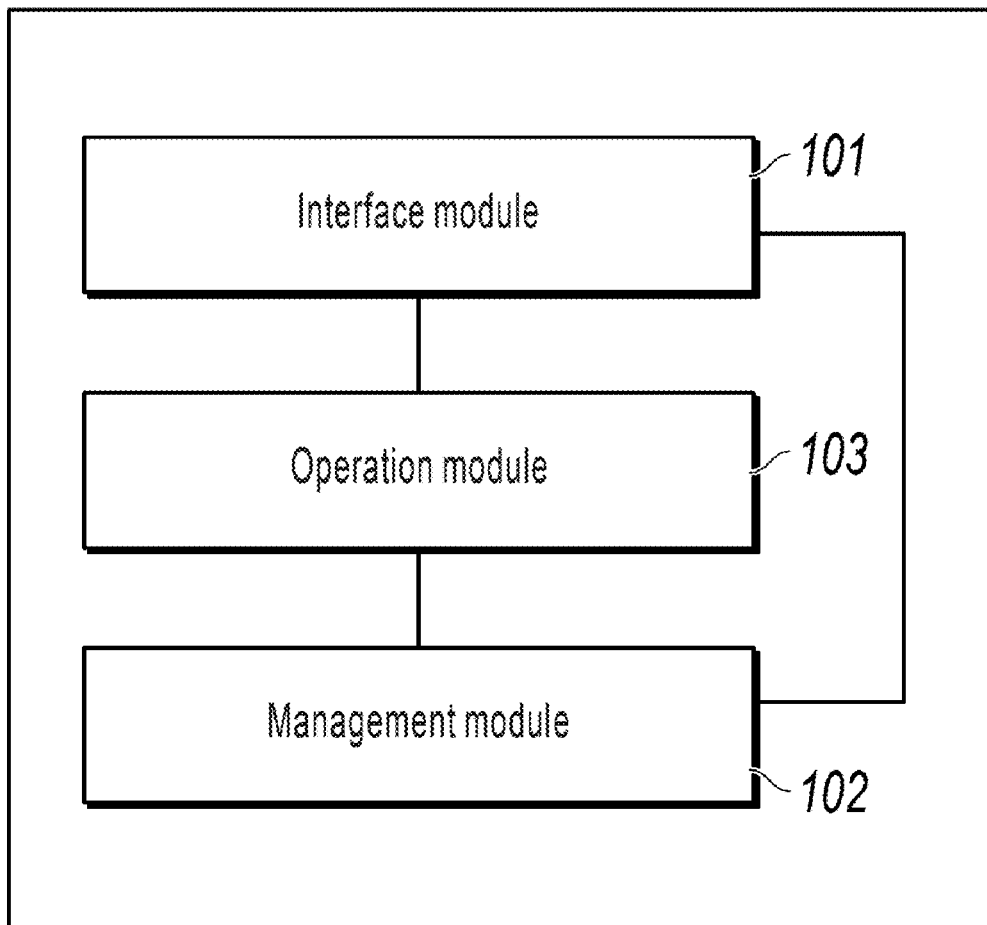 101
Interface module
Operation module
103
Management module
102